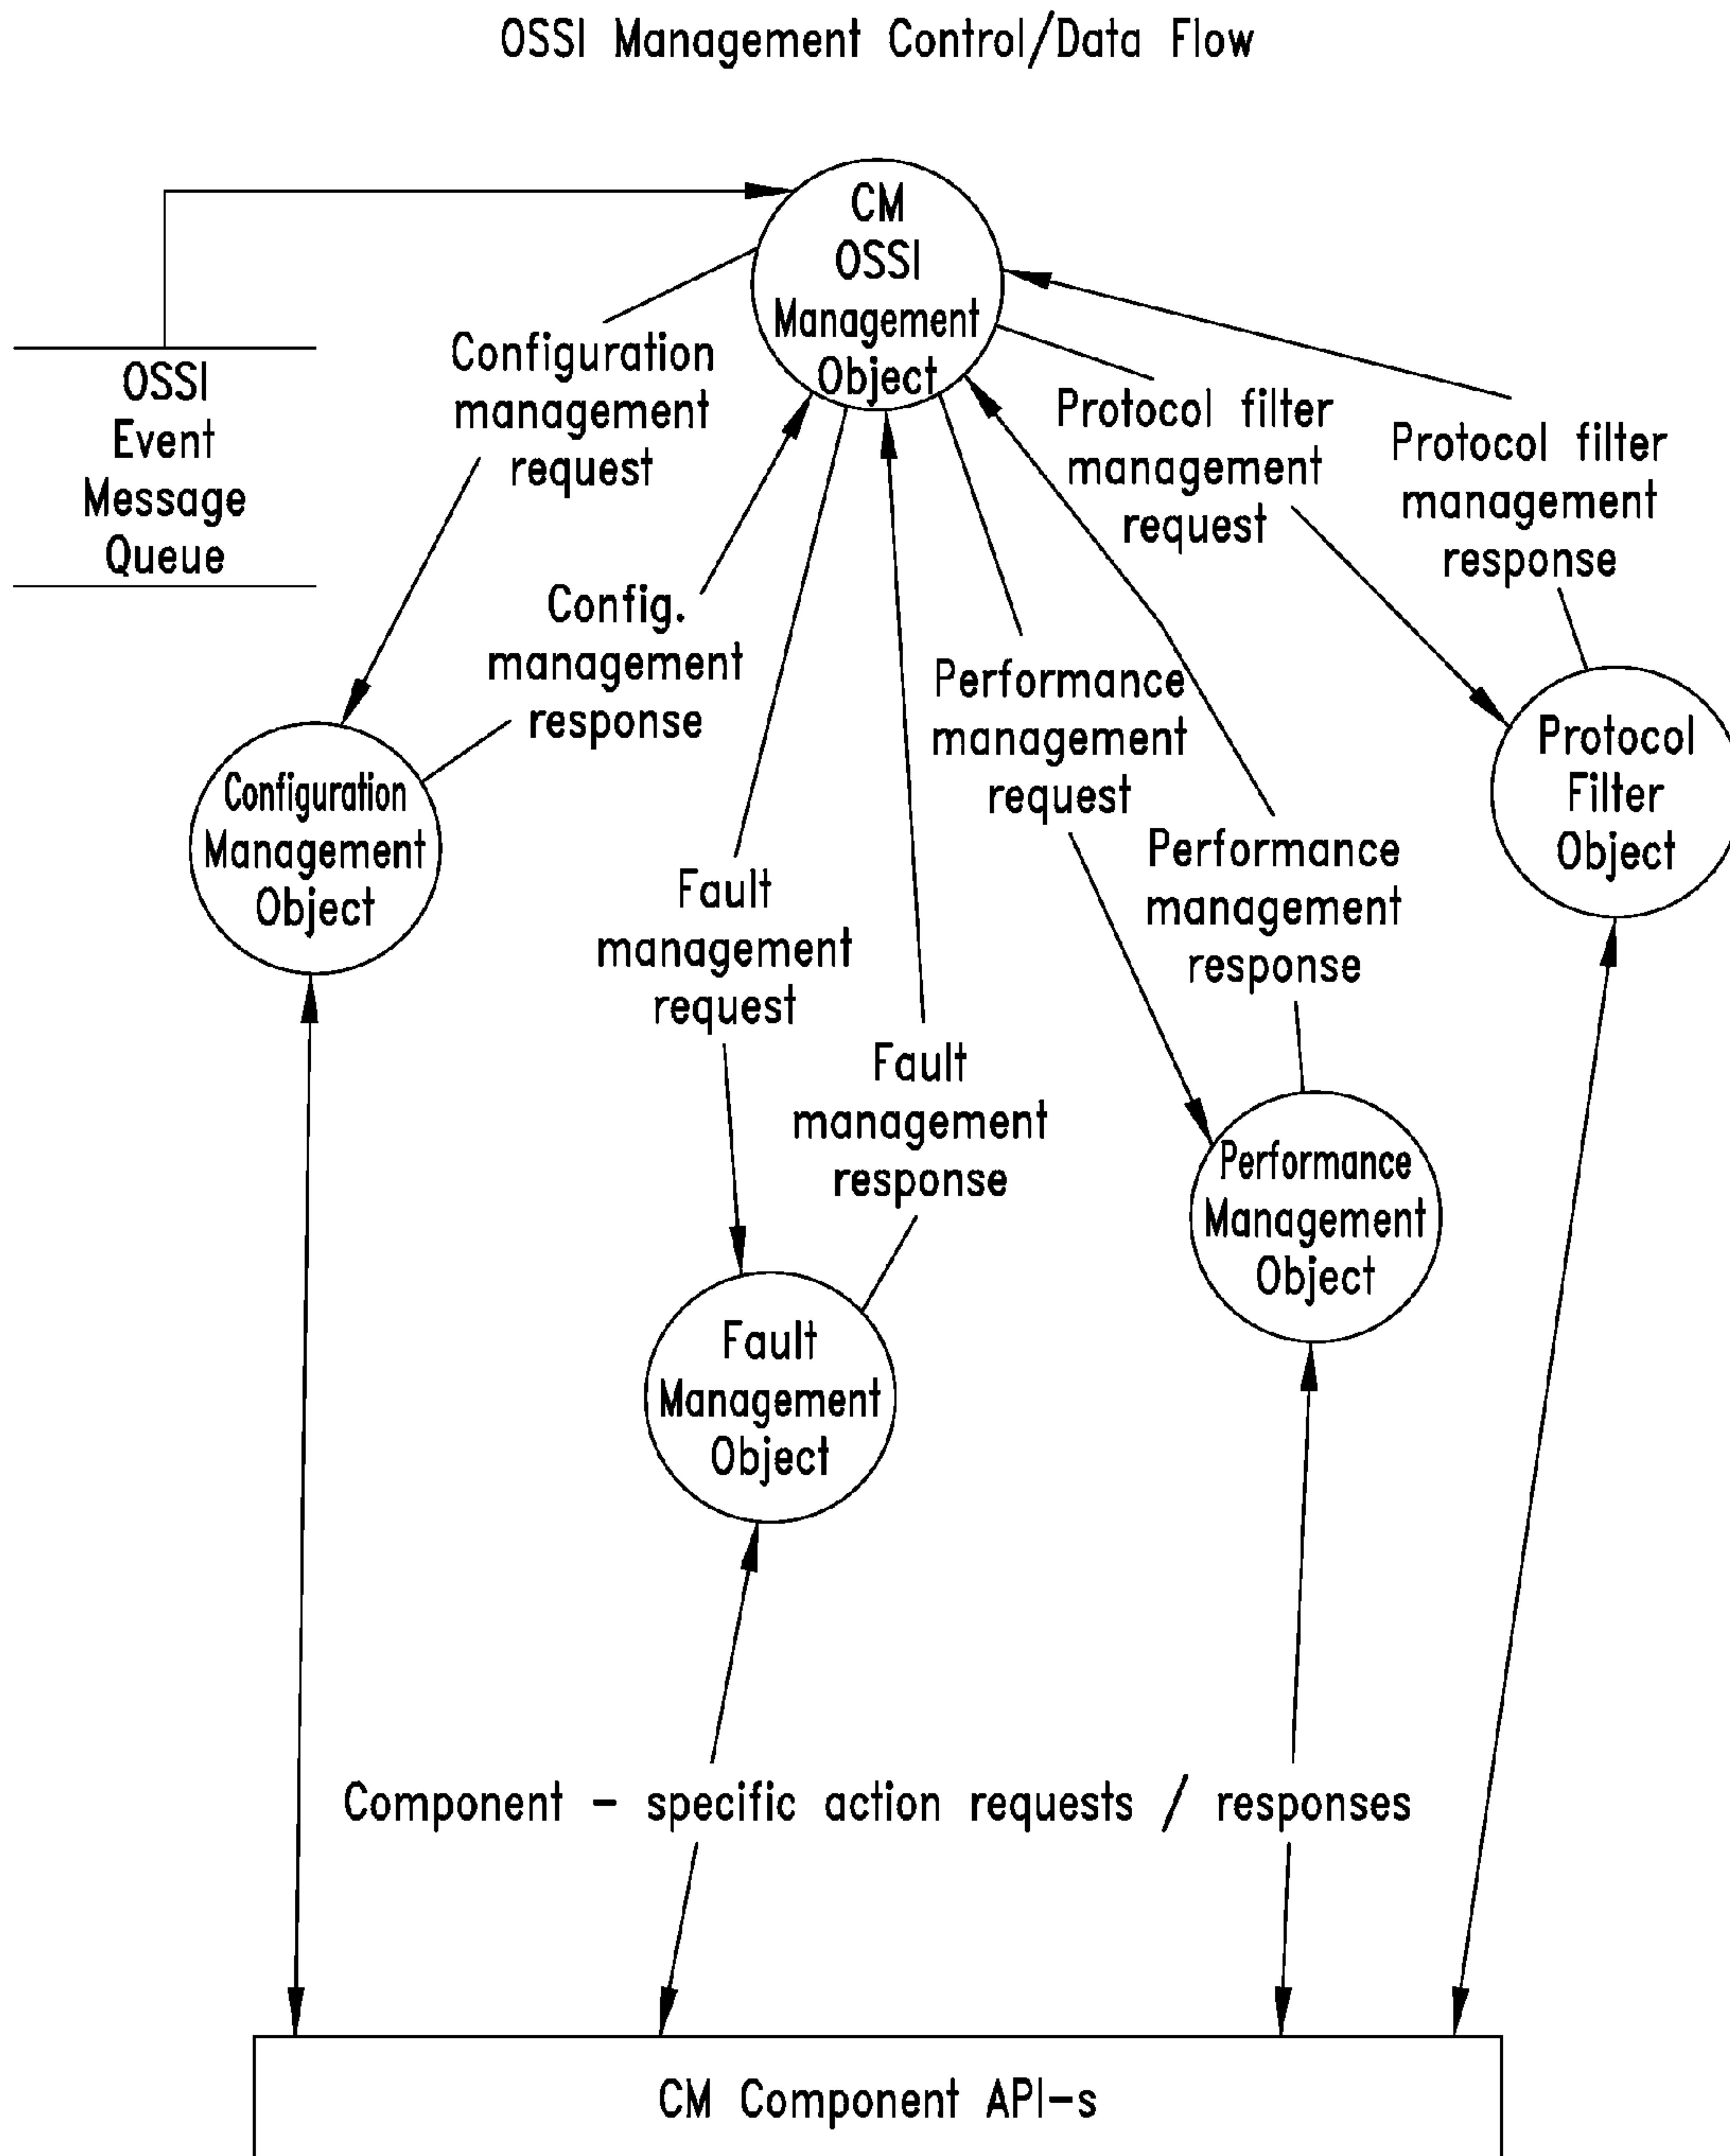 OSSI Management Control/Data Flow
CM
OSSI
Management
Object
OSSI
Event
Message
Queue
Configuration
management
request
Config.
management
response
Protocol filter
management
request
Protocol filter
management
response
Performance
management
request
Performance
management
response
Fault
management
request
Fault
management
response
Configuration
Management
Object
Protocol
Filter
Object
Performance
Management
Object
Fault
Management
Object
Component - specific action requests / responses
CM Component API-s